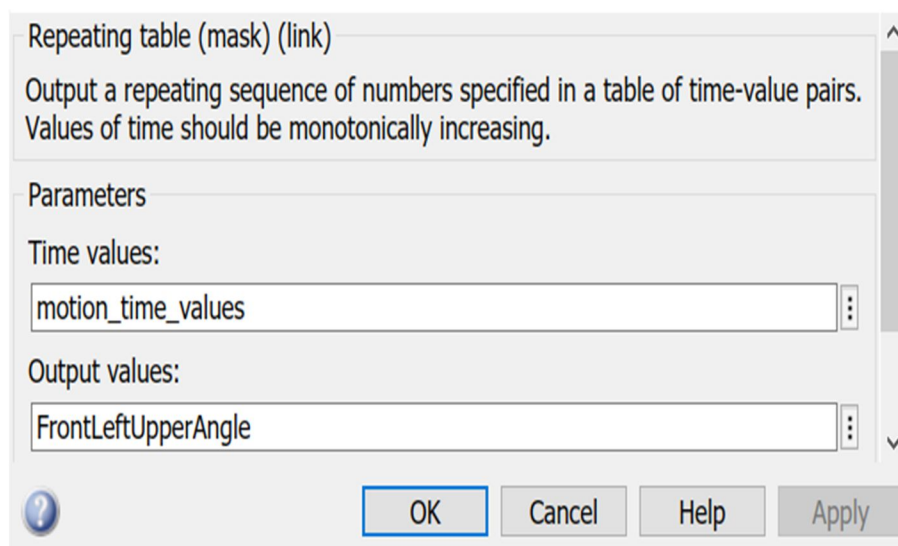 Repeating table (mask) (link)
Output a repeating sequence of numbers specified in a table of time-value pairs.
Values of time should be monotonically increasing.
Parameters
Time values:
motion_time_values
Output values:
FrontLeftUpperAngle
? OK Cancel Help Apply